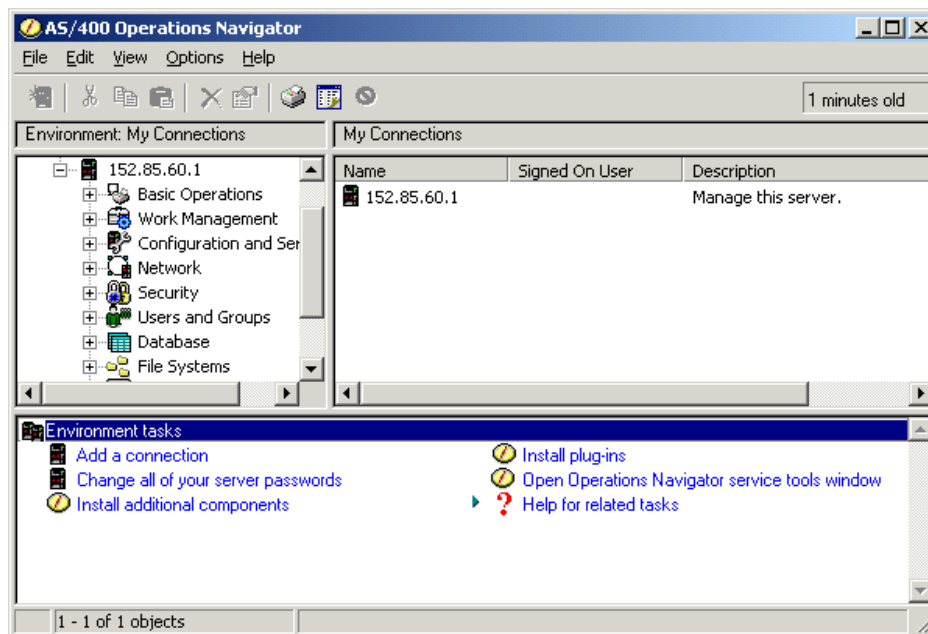 AS/400 Operations Navigator
File Edit View Options Help
1 minutes old
Environment: My Connections
My Connections
152.85.60.1
Basic Operations
Work Management
Configuration and Ser
Network
Security
Users and Groups
Database
File Systems
Name Signed On User Description
152.85.60.1 Manage this server.
Environment tasks
Add a connection
Change all of your server passwords
Install additional components
Install plug-ins
Open Operations Navigator service tools window
Help for related tasks
1 - 1 of 1 objects